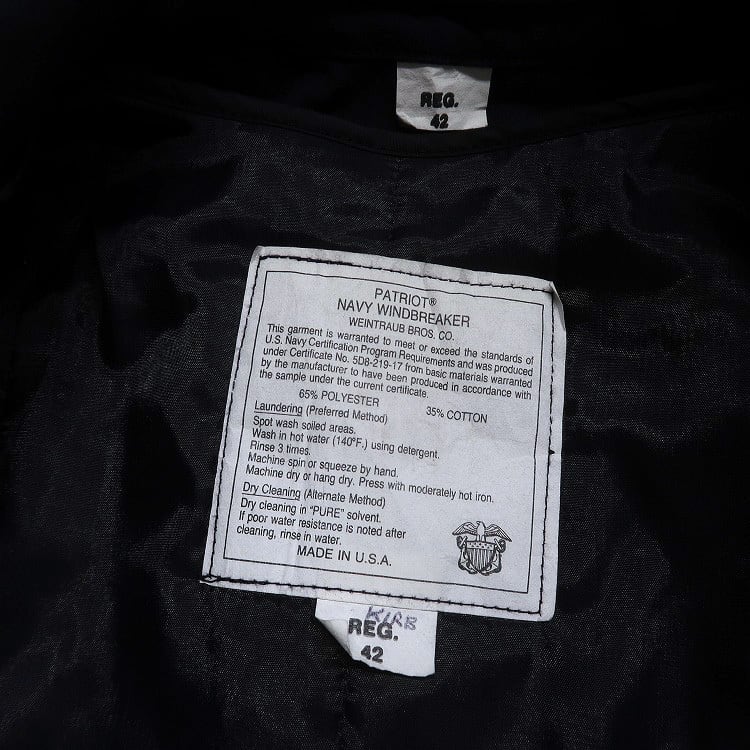 REG.
42
PATRIOT®
NAVY WINDBREAKER
WEINTRAUB BROS. CO.
This garment is warranted to meet or exceed the standards of
U.S. Navy Certification Program Requirements and was produced
under Certificate No. 5D8-219-17 from basic materials warranted
by the manufacturer to have been produced in accordance with
the sample under the current certificate.
65% POLYESTER 35% COTTON
Laundering (Preferred Method)
Spot wash soiled areas.
Wash in hot water (140°F.) using detergent.
Rinse 3 times.
Machine spin or squeeze by hand.
Machine dry or hang dry. Press with moderately hot iron.
Dry Cleaning (Alternate Method)
Dry cleaning in "PURE" solvent.
If poor water resistance is noted after
cleaning, rinse in water.
MADE IN U.S.A.
KIRB
REG.
42